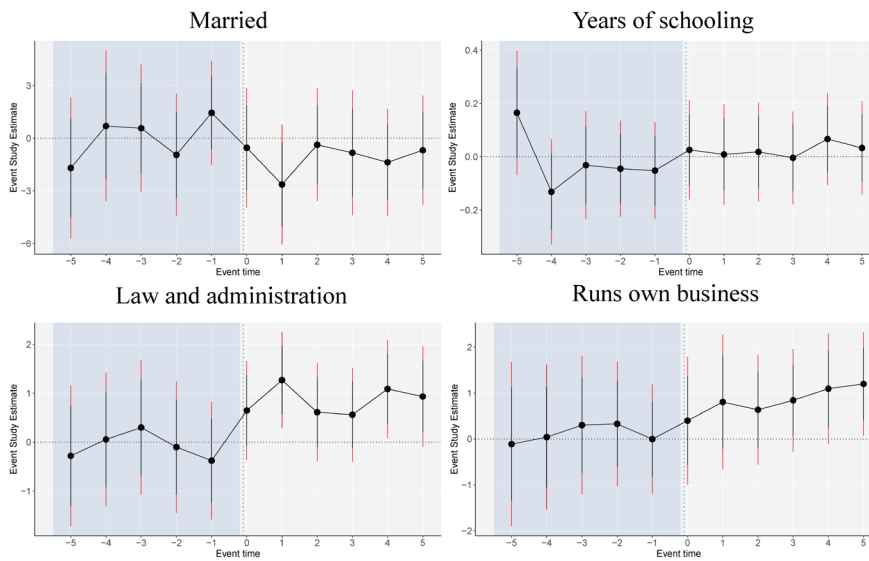 Married
Event Study Estimate
3
0
−3
−6
−5 −4 −3 −2 −1 0 1 2 3 4 5
Event time
Years of schooling
Event Study Estimate
0.4
0.2
0.0
−0.2
−5 −4 −3 −2 −1 0 1 2 3 4 5
Event time
Law and administration
Event Study Estimate
2
1
0
−1
−5 −4 −3 −2 −1 0 1 2 3 4 5
Event time
Runs own business
Event Study Estimate
2
1
0
−1
−2
−5 −4 −3 −2 −1 0 1 2 3 4 5
Event time